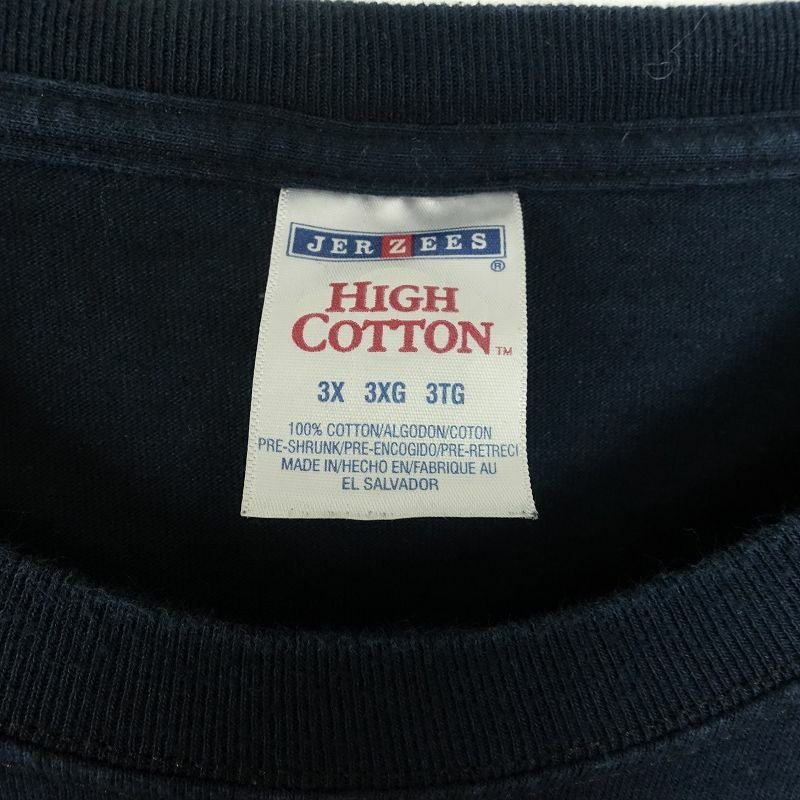 JERZEES®
HIGH
COTTON™
3X 3XG 3TG
100% COTTON/ALGODON/COTON
PRE-SHRUNK/PRE-ENCOGIDO/PRE-RETRECI
MADE IN/HECHO EN/FABRIQUE AU
EL SALVADOR